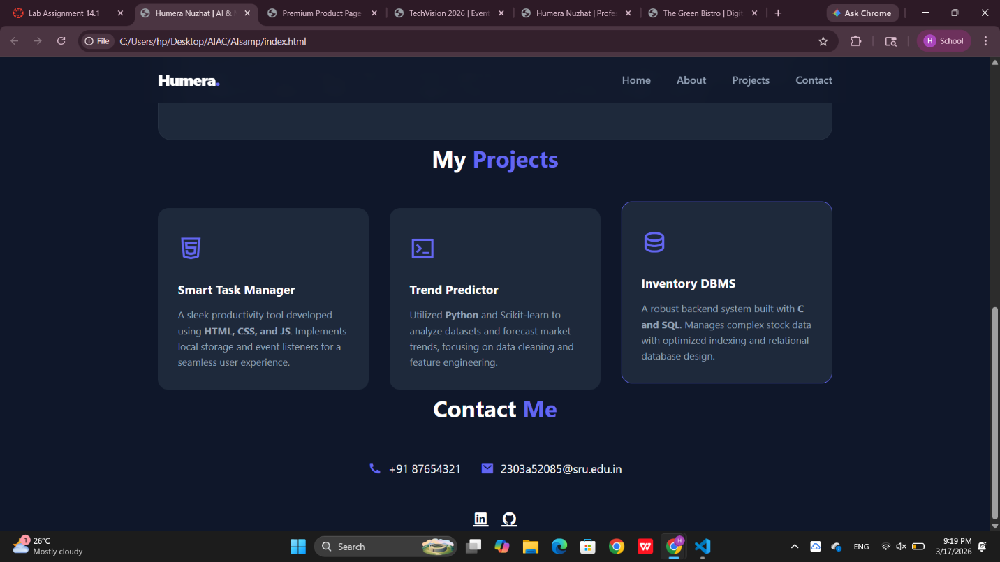 Lab Assignment 14.1
Humera Nuzhat | AI &
Premium Product Page
TechVision 2026 | Event
Humera Nuzhat | Profe
The Green Bistro | Digit
Ask Chrome
File
C:/Users/hp/Desktop/AIAC/AIsamp/index.html
H
School
Humera.
Home
About
Projects
Contact
My Projects
Smart Task Manager
A sleek productivity tool developed
using HTML, CSS, and JS. Implements
local storage and event listeners for a
seamless user experience.
Trend Predictor
Utilized Python and Scikit-learn to
analyze datasets and forecast market
trends, focusing on data cleaning and
feature engineering.
Inventory DBMS
A robust backend system built with C
and SQL. Manages complex stock data
with optimized indexing and relational
database design.
Contact Me
+91 87654321
2303a52085@sru.edu.in
1
26°C
Mostly cloudy
Search
H
ENG
9:19 PM
3/17/2026